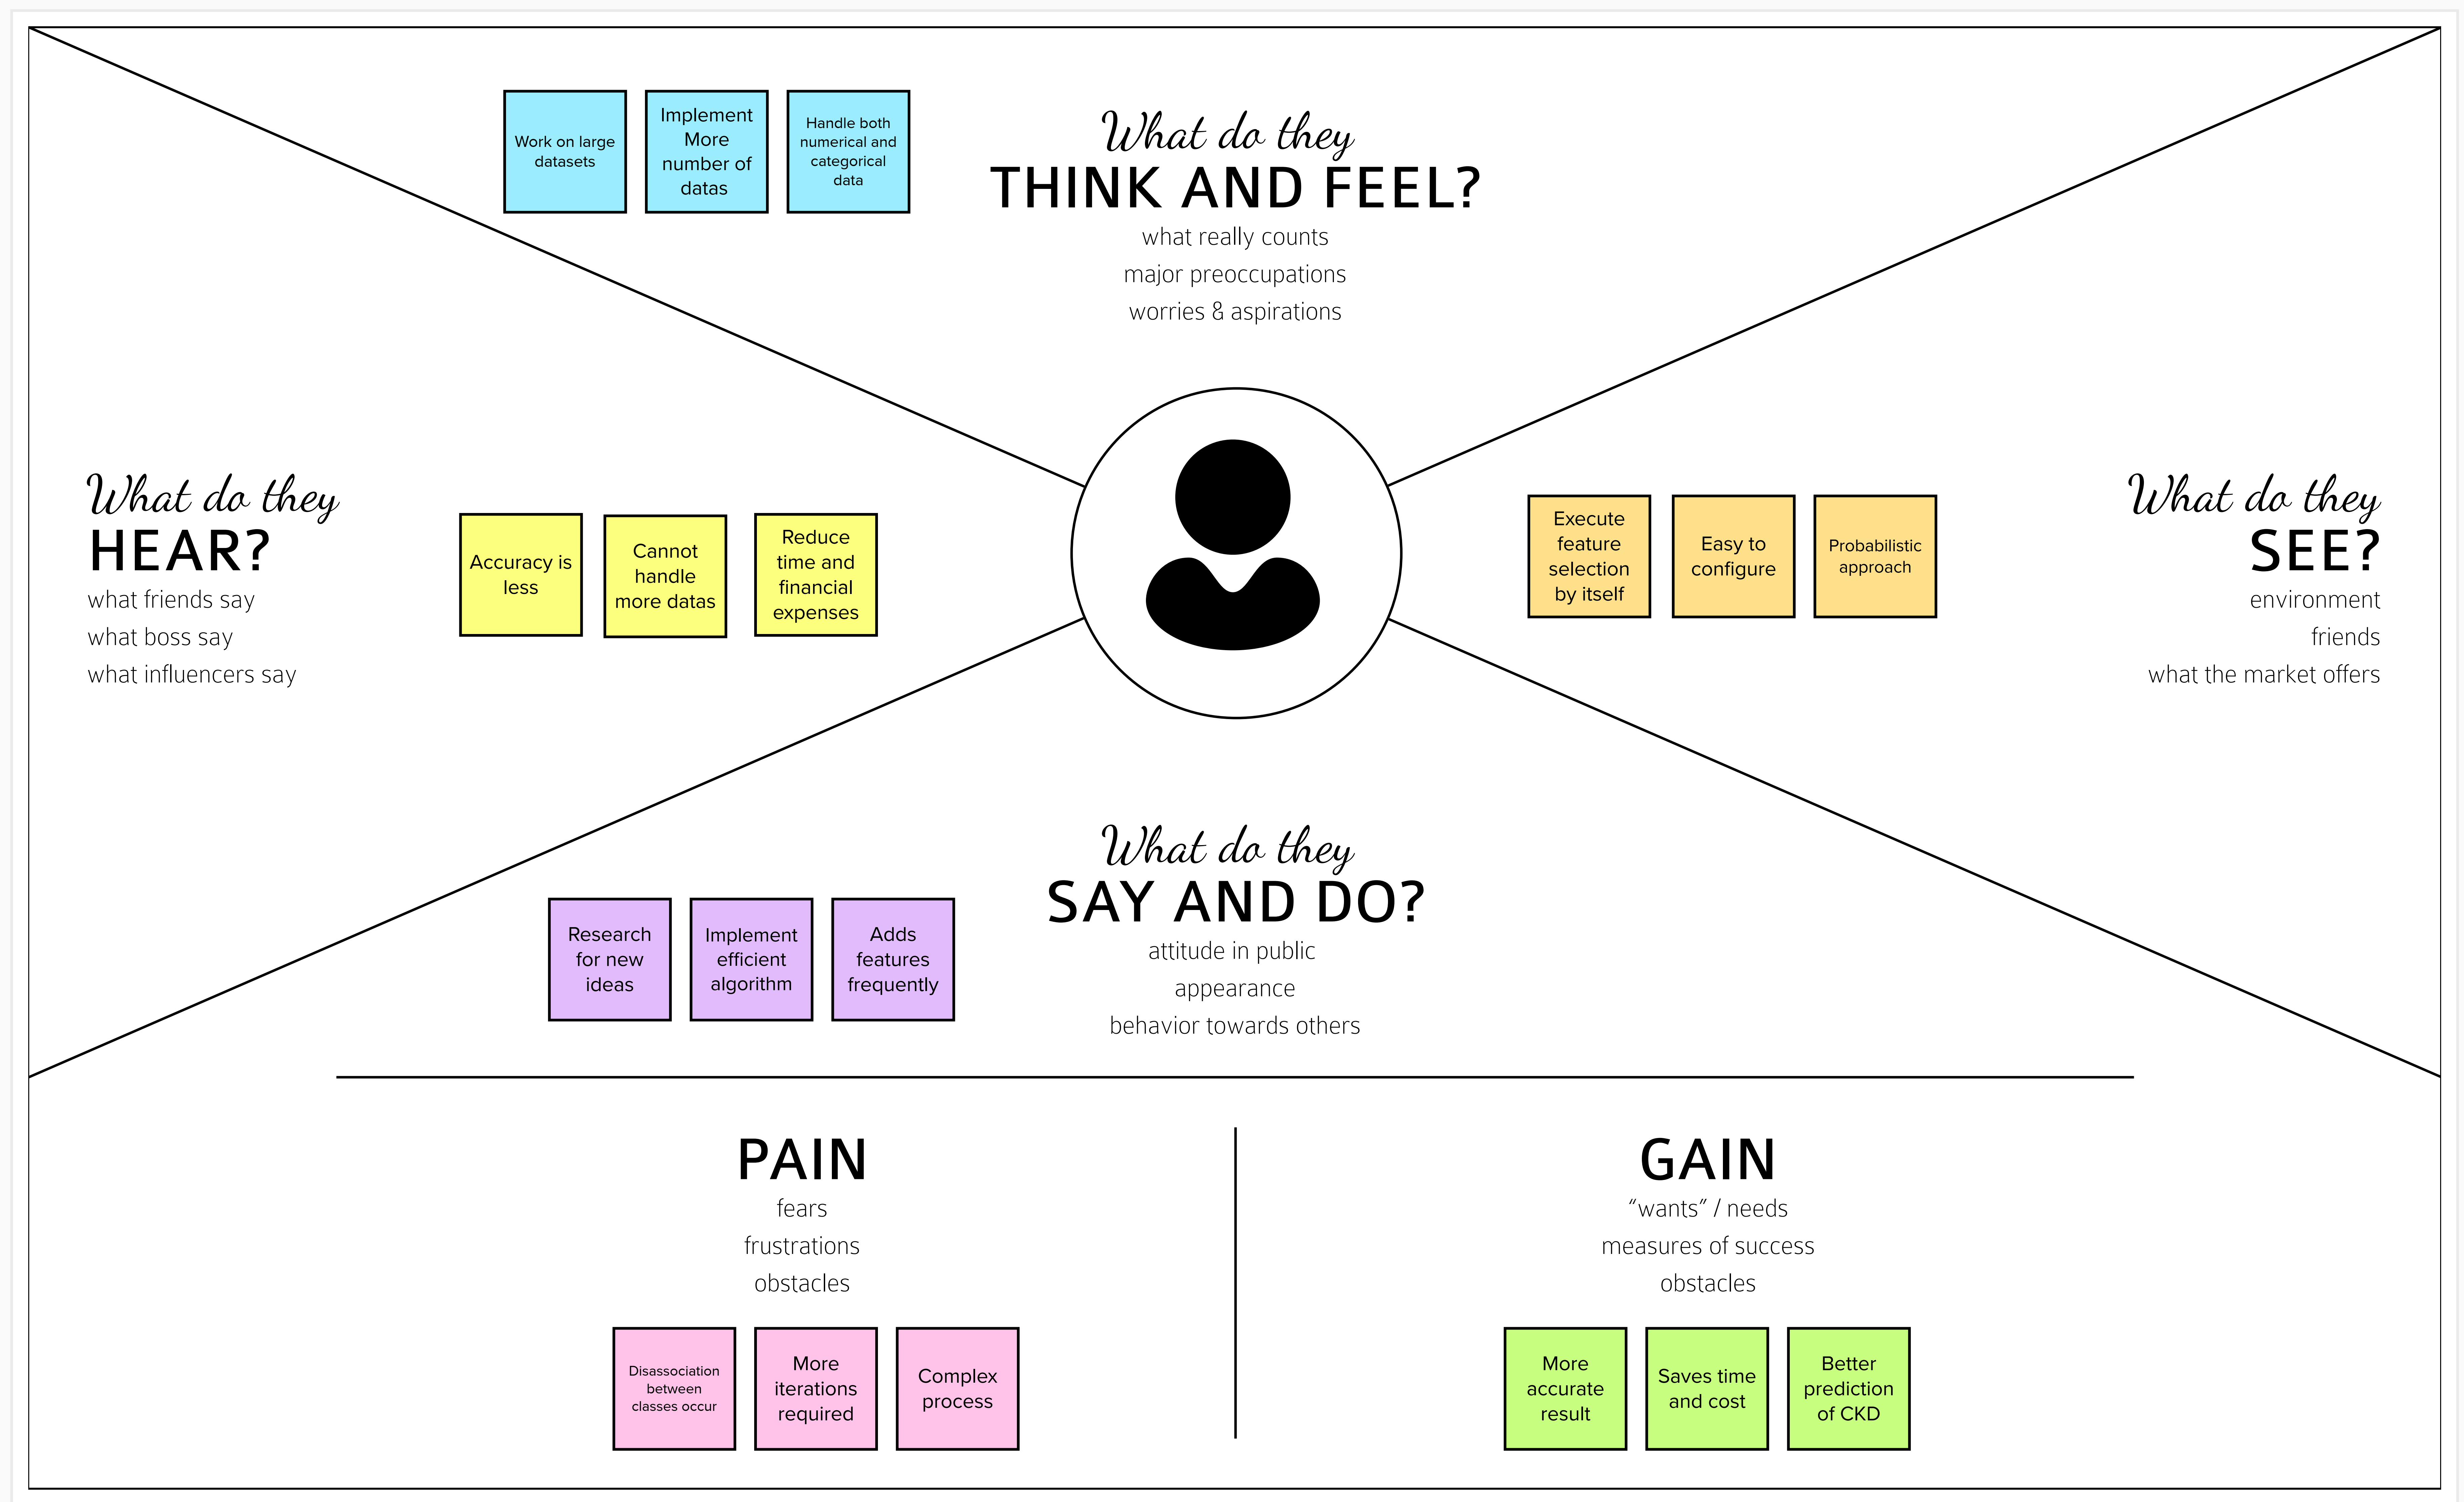 Work on large
datasets
Implement
More
number of
datas
Handle both
numerical and
categorical
data
What do they
THINK AND FEEL?
what really counts
major preoccupations
worries & aspirations
What do they
HEAR?
what friends say
what boss say
what influencers say
Accuracy is
less
Cannot
handle
more datas
Reduce
time and
financial
expenses
Execute
feature
selection
by itself
Easy to
configure
Probabilistic
approach
What do they
SEE?
environment
friends
what the market offers
What do they
SAY AND DO?
attitude in public
appearance
behavior towards others
Research
for new
ideas
Implement
efficient
algorithm
Adds
features
frequently
PAIN
fears
frustrations
obstacles
Disassociation
between
classes occur
More
iterations
required
Complex
process
GAIN
“wants” / needs
measures of success
obstacles
More
accurate
result
Saves time
and cost
Better
prediction
of CKD